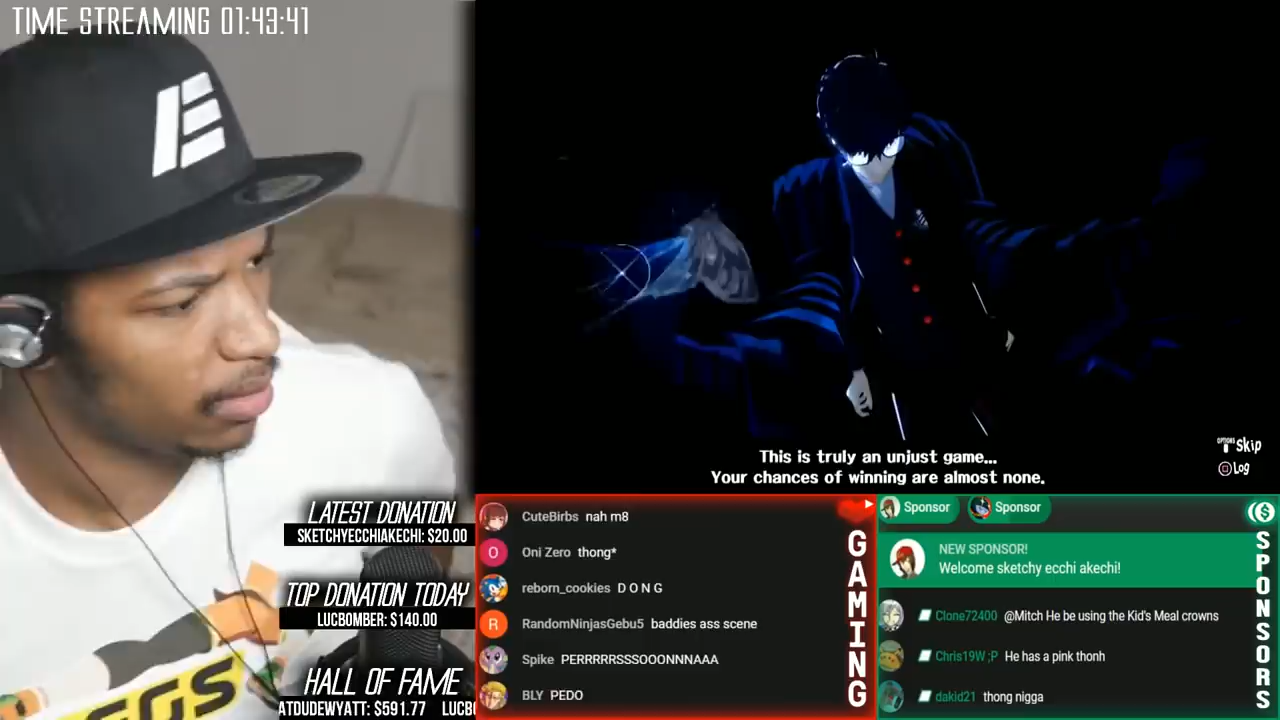 TIME STREAMING 01:43:41
This is truly an unjust game...
Your chances of winning are almost none.
OPTIONS Skip
Log
LATEST DONATION
SKETCHYECCHIAKECHI: $20.00
TOP DONATION TODAY
LUCBOMBER: $140.00
HALL OF FAME
ATDUDEWYATT: $591.77 LUCB
CuteBirbs nah m8
O Oni Zero thong*
reborn_cookies D O N G
R RandomNinjasGebu5 baddies ass scene
Spike PERRRRRSSSOOONNNAAA
BLY PEDO
GAMING
Sponsor Sponsor
NEW SPONSOR!
Welcome sketchy ecchi akechi!
Clone72400 @Mitch He be using the Kid's Meal crowns
Chris19W ;P He has a pink thonh
dakid21 thong nigga
SPONSORS